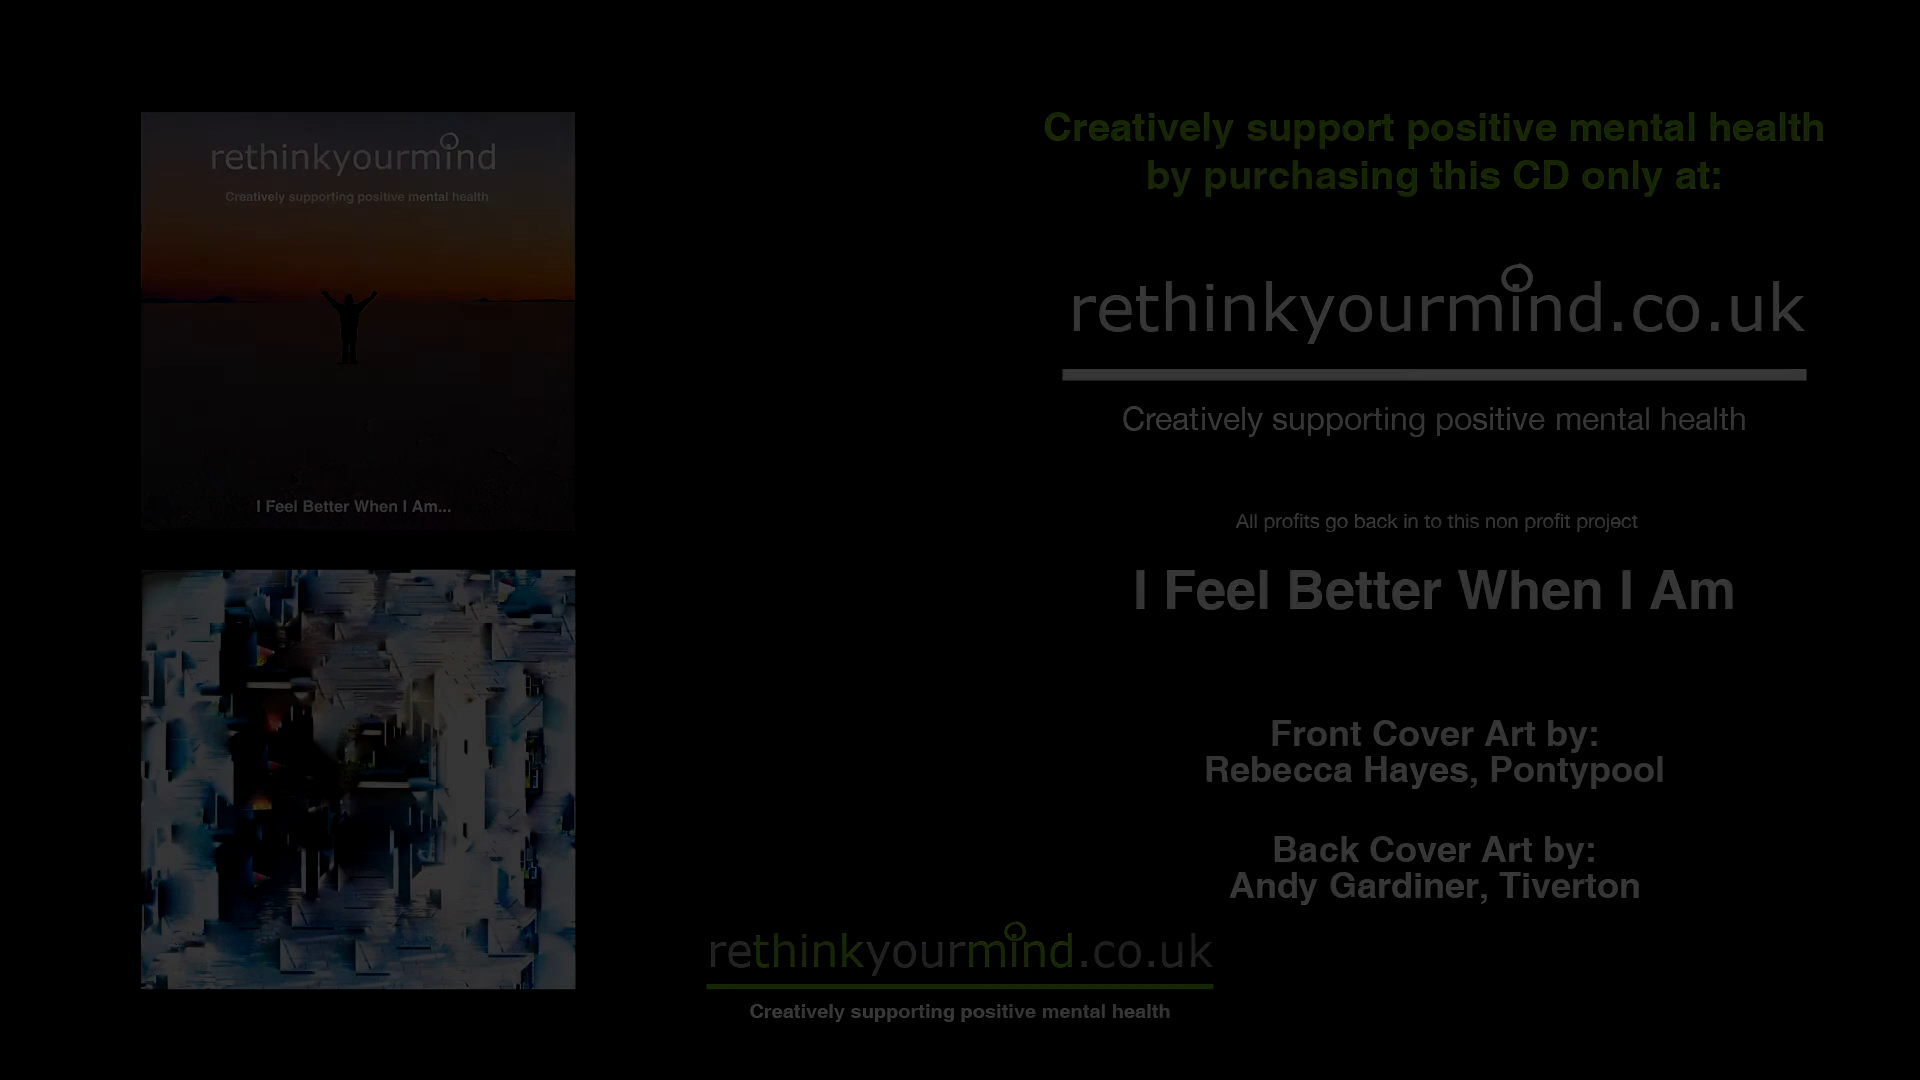 rethinkyourmind
Creatively supporting positive mental health
I Feel Better When I Am...
Creatively support positive mental health
by purchasing this CD only at:
rethinkyourmind.co.uk
Creatively supporting positive mental health
All profits go back in to this non profit project
I Feel Better When I Am
Front Cover Art by:
Rebecca Hayes, Pontypool
Back Cover Art by:
Andy Gardiner, Tiverton
rethinkyourmind.co.uk
Creatively supporting positive mental health